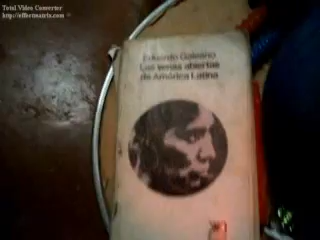 Total Video Converter
http://effectmatrix.com
Eduardo Galeano
Las venas abiertas
de América Latina